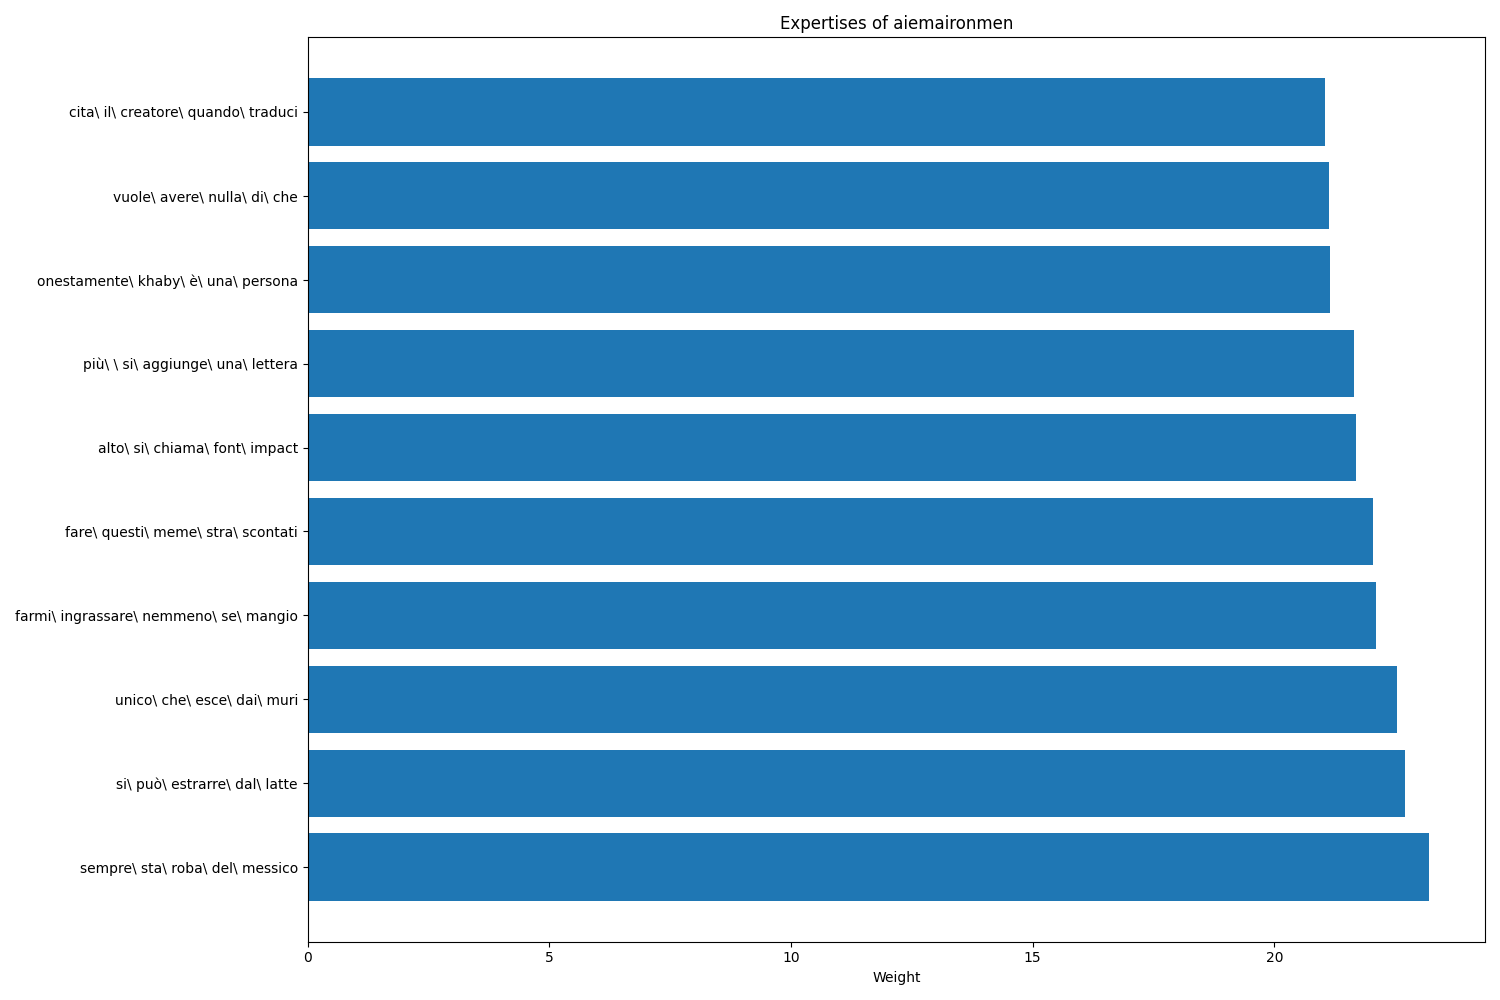 Expertises of aiemaironmen
cita\ il\ creatore\ quando\ traduci
vuole\ avere\ nulla\ di\ che
onestamente\ khaby\ è\ una\ persona
più\ \ si\ aggiunge\ una\ lettera
alto\ si\ chiama\ font\ impact
fare\ questi\ meme\ stra\ scontati
farmi\ ingrassare\ nemmeno\ se\ mangio
unico\ che\ esce\ dai\ muri
si\ può\ estrarre\ dal\ latte
sempre\ sta\ roba\ del\ messico
0 5 10 15 20
Weight